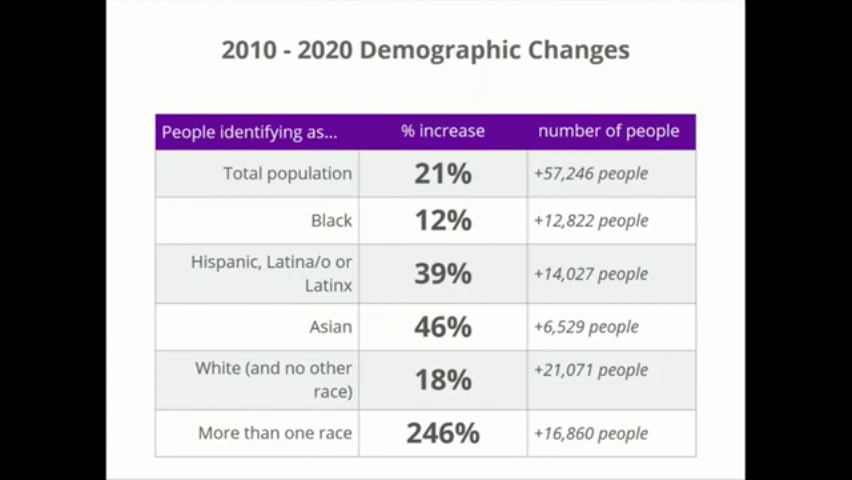 2010 - 2020 Demographic Changes
People identifying as... % increase number of people
Total population 21% +57,246 people
Black 12% +12,822 people
Hispanic, Latina/o or
Latinx 39% +14,027 people
Asian 46% +6,529 people
White (and no other
race) 18% +21,071 people
More than one race 246% +16,860 people